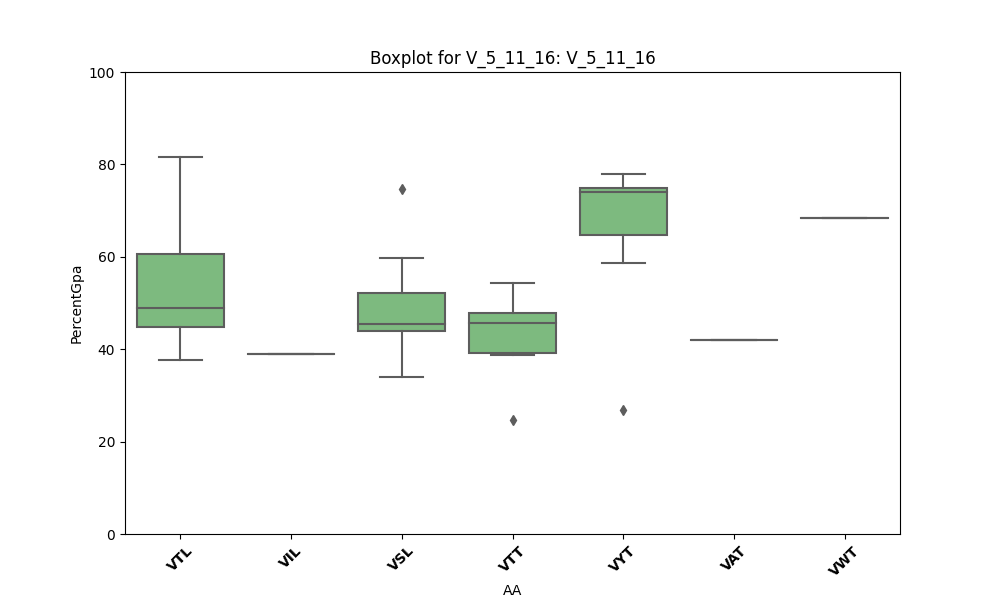 Boxplot for V_5_11_16: V_5_11_16
100
80
60
40
20
0
PercentGpa
VTL VIL VSL VTT VYT VAT VWT
AA